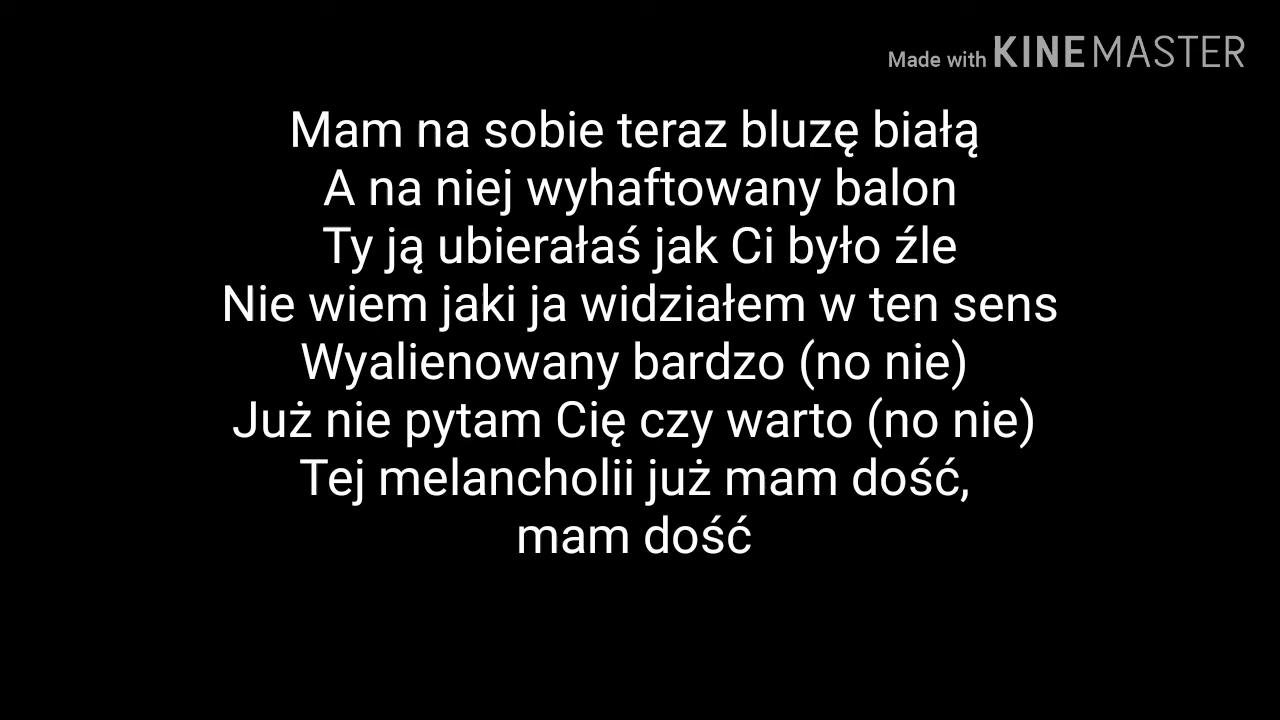 Made with KINEMASTER
Mam na sobie teraz bluzę białą
A na niej wyhaftowany balon
Ty ją ubierałaś jak Ci było źle
Nie wiem jaki ja widziałem w ten sens
Wyalienowany bardzo (no nie)
Już nie pytam Cię czy warto (no nie)
Tej melancholii już mam dość,
mam dość